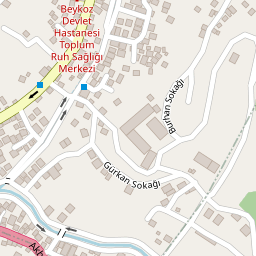 Beykoz
Devlet
Hastanesi
Toplum
Ruh Sağlığı
Merkezi
Burhan Sokağı
Gürkan Sokağı